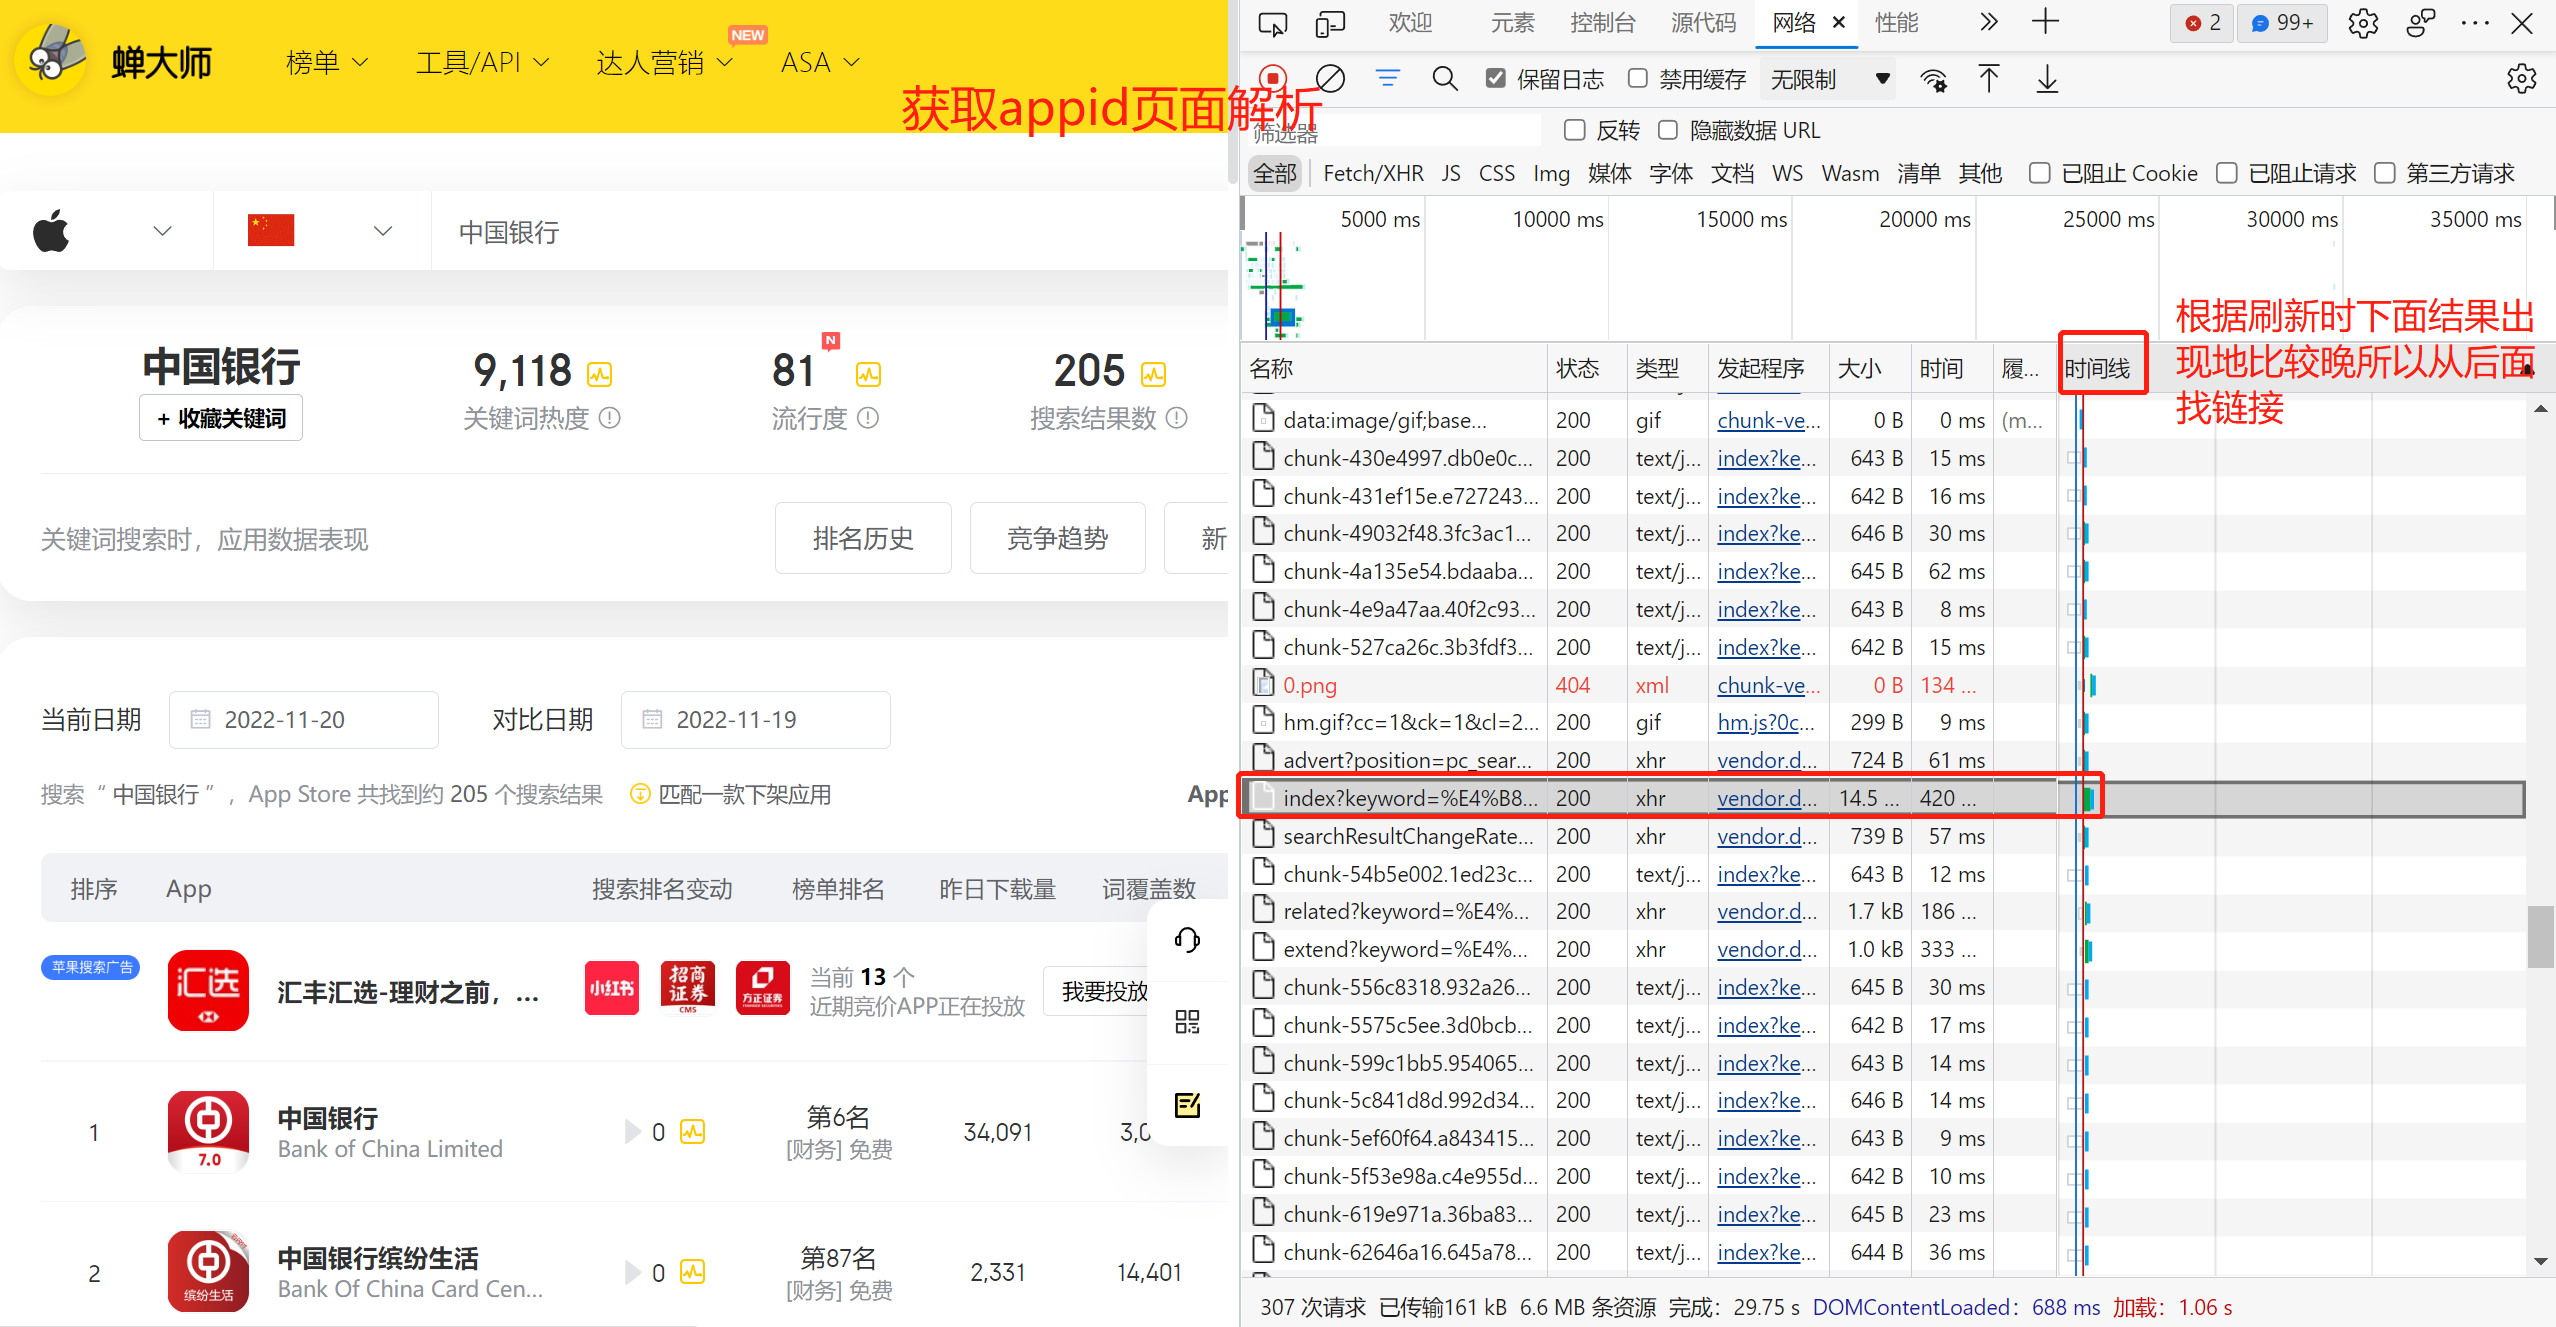 蝉大师
榜单
工具/API
达人营销
NEW
ASA
获取appid页面解析
中国银行
中国银行
+ 收藏关键词
9,118
关键词热度
81
N
流行度
205
搜索结果数
关键词搜索时，应用数据表现
排名历史
竞争趋势
新
当前日期
2022-11-20
对比日期
2022-11-19
搜索“ 中国银行 ”，App Store 共找到约 205 个搜索结果
匹配一款下架应用
App
排序 App 搜索排名变动 榜单排名 昨日下载量 词覆盖数
苹果搜索广告
汇选
汇丰汇选-理财之前，...
小红书
招商证券
CMS
方正证券
当前 13 个
近期竞价APP正在投放
我要投放
1
7.0
中国银行
Bank of China Limited
0
第6名
[财务] 免费
34,091
3,0
2
缤纷生活
中国银行缤纷生活
Bank Of China Card Cen...
0
第87名
[财务] 免费
2,331
14,401
欢迎 元素 控制台 源代码 网络 性能
2
99+
保留日志
禁用缓存
无限制
筛选器
反转
隐藏数据 URL
全部 Fetch/XHR JS CSS Img 媒体 字体 文档 WS Wasm 清单 其他 已阻止 Cookie 已阻止请求 第三方请求
5000 ms 10000 ms 15000 ms 20000 ms 25000 ms 30000 ms 35000 ms
根据刷新时下面结果出
现地比较晚所以从后面
找链接
名称 状态 类型 发起程序 大小 时间 履... 时间线
data:image/gif;base... 200 gif chunk-ve... 0 B 0 ms (m...
chunk-430e4997.db0e0c... 200 text/j... index?ke... 643 B 15 ms
chunk-431ef15e.e727243... 200 text/j... index?ke... 642 B 16 ms
chunk-49032f48.3fc3ac1... 200 text/j... index?ke... 646 B 30 ms
chunk-4a135e54.bdaaba... 200 text/j... index?ke... 645 B 62 ms
chunk-4e9a47aa.40f2c93... 200 text/j... index?ke... 643 B 8 ms
chunk-527ca26c.3b3fdf3... 200 text/j... index?ke... 642 B 15 ms
0.png 404 xml chunk-ve... 0 B 134 ...
hm.gif?cc=1&ck=1&cl=2... 200 gif hm.js?0c... 299 B 9 ms
advert?position=pc_sear... 200 xhr vendor.d... 724 B 61 ms
index?keyword=%E4%B8... 200 xhr vendor.d... 14.5 ... 420 ...
searchResultChangeRate... 200 xhr vendor.d... 739 B 57 ms
chunk-54b5e002.1ed23c... 200 text/j... index?ke... 643 B 12 ms
related?keyword=%E4%... 200 xhr vendor.d... 1.7 kB 186 ...
extend?keyword=%E4%... 200 xhr vendor.d... 1.0 kB 333 ...
chunk-556c8318.932a26... 200 text/j... index?ke... 645 B 30 ms
chunk-5575c5ee.3d0bcb... 200 text/j... index?ke... 642 B 17 ms
chunk-599c1bb5.954065... 200 text/j... index?ke... 643 B 14 ms
chunk-5c841d8d.992d34... 200 text/j... index?ke... 646 B 14 ms
chunk-5ef60f64.a843415... 200 text/j... index?ke... 643 B 9 ms
chunk-5f53e98a.c4e955d... 200 text/j... index?ke... 642 B 10 ms
chunk-619e971a.36ba83... 200 text/j... index?ke... 645 B 23 ms
chunk-62646a16.645a78... 200 text/j... index?ke... 644 B 36 ms
307 次请求 已传输161 kB 6.6 MB 条资源 完成：29.75 s DOMContentLoaded：688 ms 加载：1.06 s